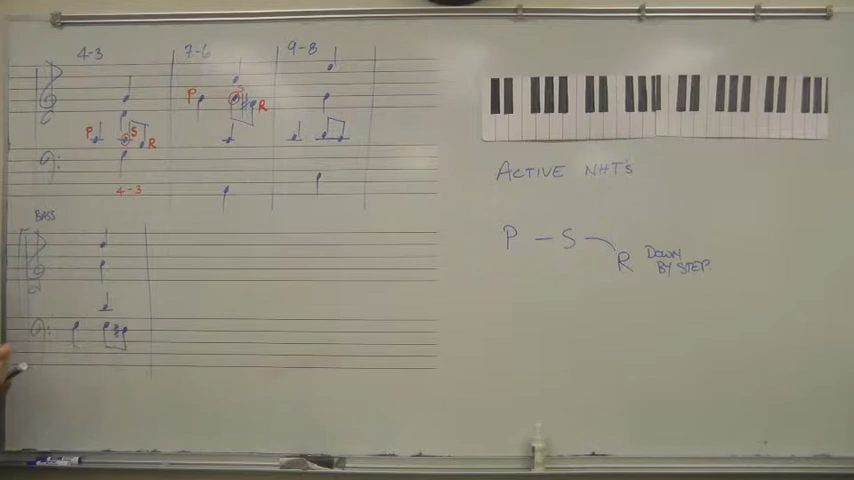 4-3 7-6 9-8
P S R
P S R
4-3
BASS
ACTIVE NHT'S
P - S
R DOWN
BY STEP.